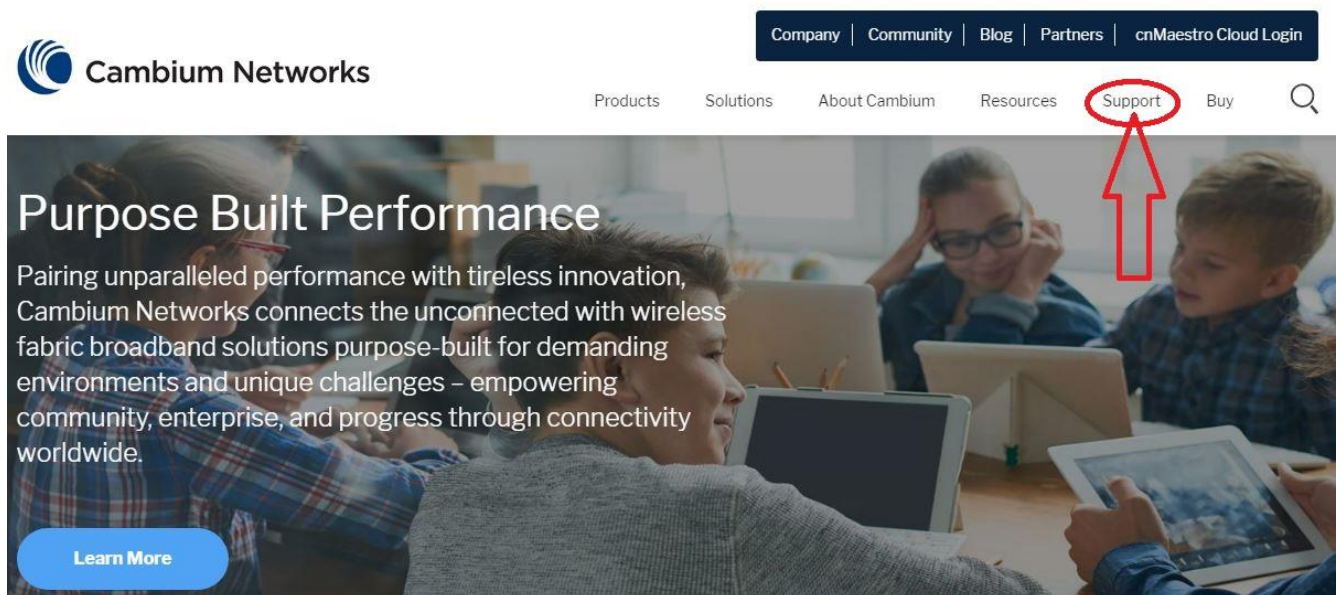 Company | Community | Blog | Partners | cnMaestro Cloud Login
Cambium Networks
Products Solutions About Cambium Resources Support Buy
Purpose Built Performance
Pairing unparalleled performance with tireless innovation,
Cambium Networks connects the unconnected with wireless
fabric broadband solutions purpose-built for demanding
environments and unique challenges – empowering
community, enterprise, and progress through connectivity
worldwide.
Learn More